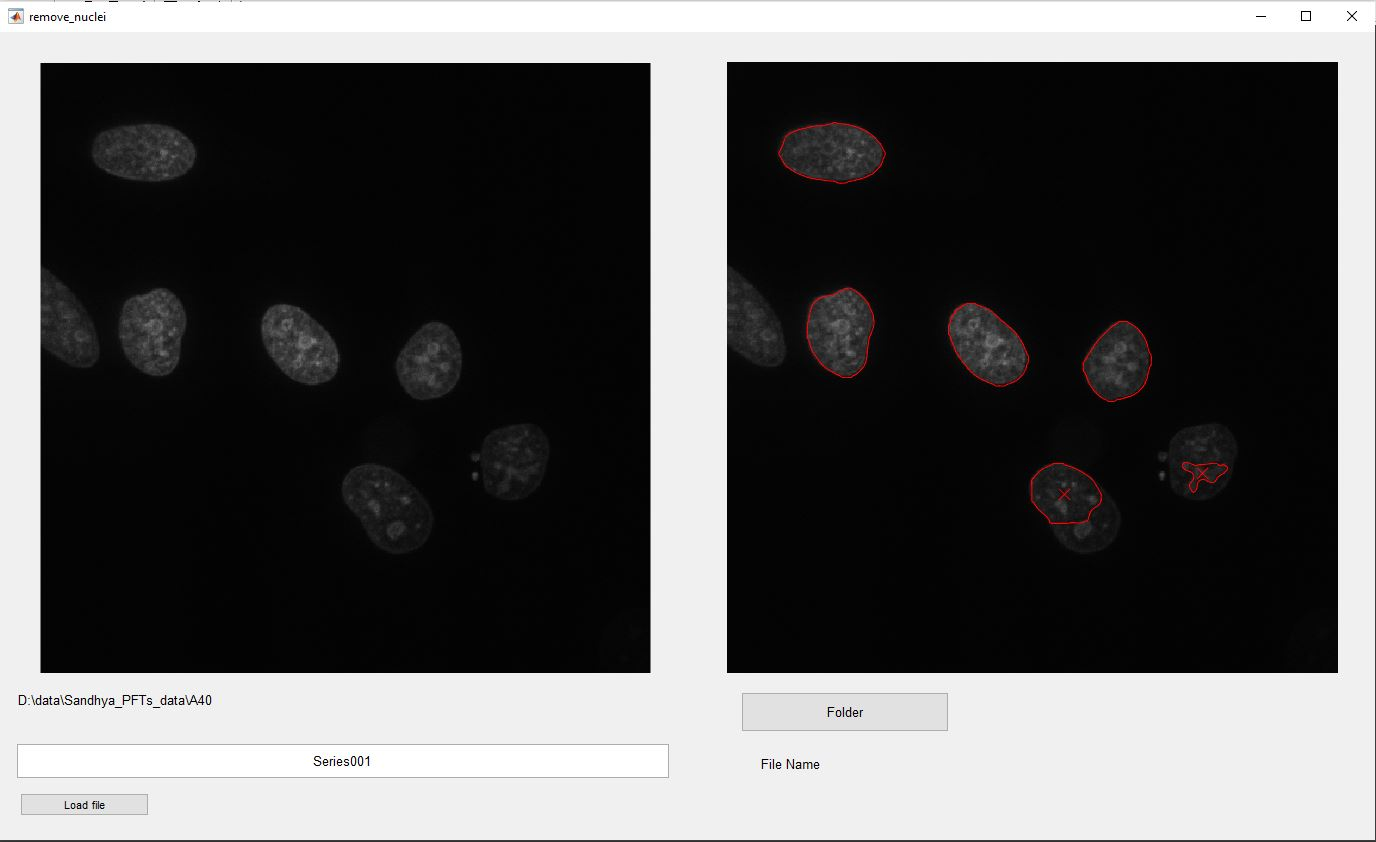 remove_nuclei
D:\data\Sandhya_PFTs_data\A40
Folder
Series001
File Name
Load file